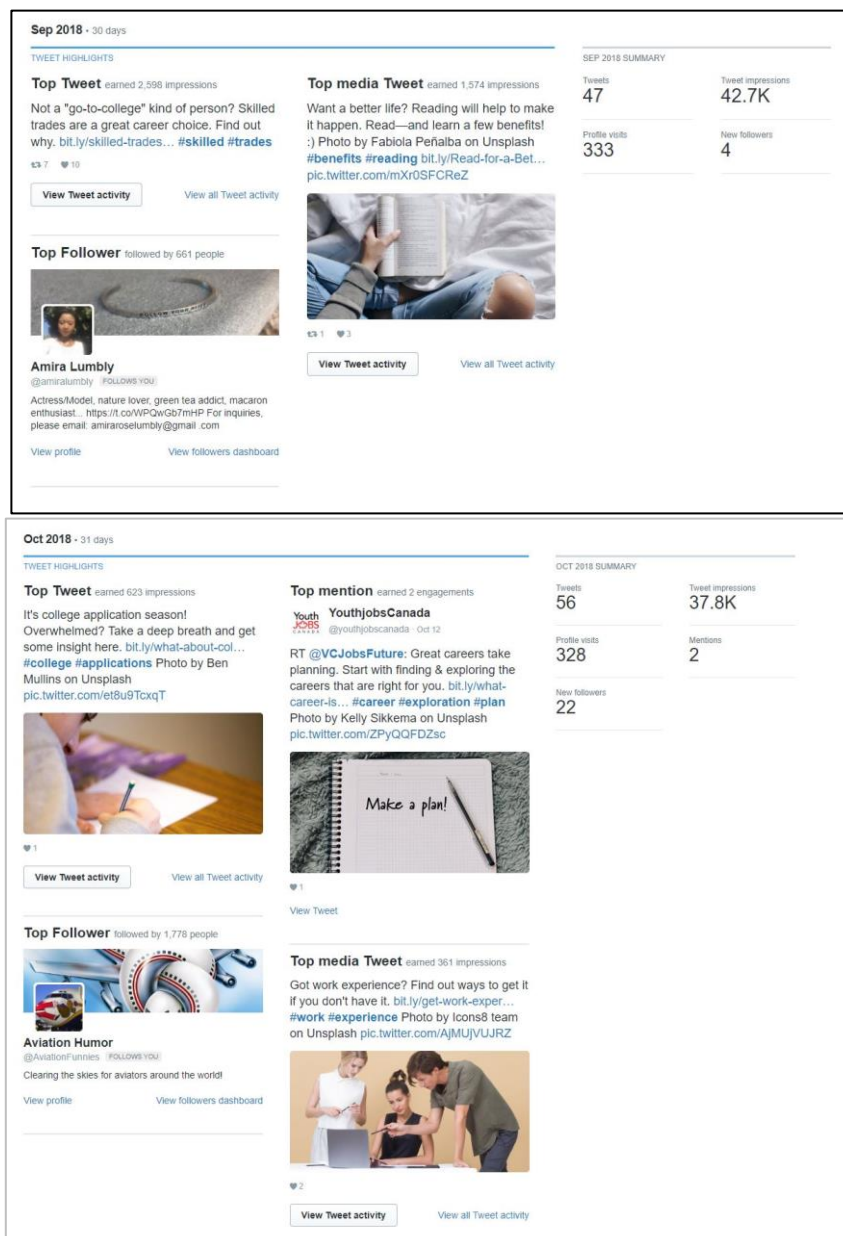 Sep 2018 · 30 days
TWEET HIGHLIGHTS
Top Tweet earned 2,598 impressions
Not a "go-to-college" kind of person? Skilled
trades are a great career choice. Find out
why. bit.ly/skilled-trades… #skilled #trades
7 10
View Tweet activity View all Tweet activity
Top Follower followed by 661 people
Amira Lumbly
@amiralumbly FOLLOWS YOU
Actress/Model, nature lover, green tea addict, macaron
enthusiast... https://t.co/WPQwGb7mHP For inquiries,
please email: amiraroselumbly@gmail .com
View profile View followers dashboard
Top media Tweet earned 1,574 impressions
Want a better life? Reading will help to make
it happen. Read—and learn a few benefits!
:) Photo by Fabiola Peñalba on Unsplash
#benefits #reading bit.ly/Read-for-a-Bet…
pic.twitter.com/mXr0SFCReZ
1 3
View Tweet activity View all Tweet activity
SEP 2018 SUMMARY
Tweets Tweet impressions
47 42.7K
Profile visits New followers
333 4
Oct 2018 · 31 days
TWEET HIGHLIGHTS
Top Tweet earned 623 impressions
It's college application season!
Overwhelmed? Take a deep breath and get
some insight here. bit.ly/what-about-col…
#college #applications Photo by Ben
Mullins on Unsplash
pic.twitter.com/et8u9TcxqT
1
View Tweet activity View all Tweet activity
Top Follower followed by 1,778 people
Aviation Humor
@AviationFunnies FOLLOWS YOU
Clearing the skies for aviators around the world!
View profile View followers dashboard
Top mention earned 2 engagements
Youth
JOBS
CANADA
YouthjobsCanada
@youthjobscanada · Oct 12
RT @VCJobsFuture: Great careers take
planning. Start with finding & exploring the
careers that are right for you. bit.ly/what-
career-is… #career #exploration #plan
Photo by Kelly Sikkema on Unsplash
pic.twitter.com/ZPyQQFDZsc
Make a plan!
1
View Tweet
Top media Tweet earned 361 impressions
Got work experience? Find out ways to get it
if you don't have it. bit.ly/get-work-exper…
#work #experience Photo by Icons8 team
on Unsplash pic.twitter.com/AjMUjVUJRZ
2
View Tweet activity View all Tweet activity
OCT 2018 SUMMARY
Tweets Tweet impressions
56 37.8K
Profile visits Mentions
328 2
New followers
22